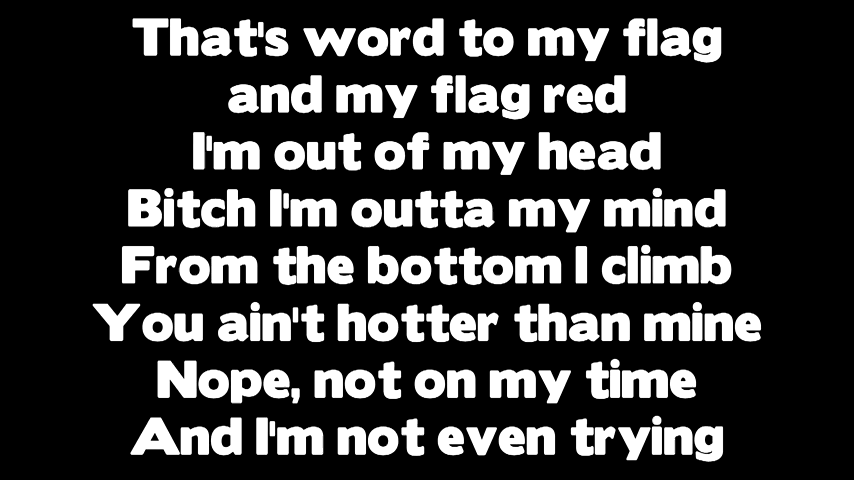 That's word to my flag
and my flag red
I'm out of my head
Bitch I'm outta my mind
From the bottom I climb
You ain't hotter than mine
Nope, not on my time
And I'm not even trying